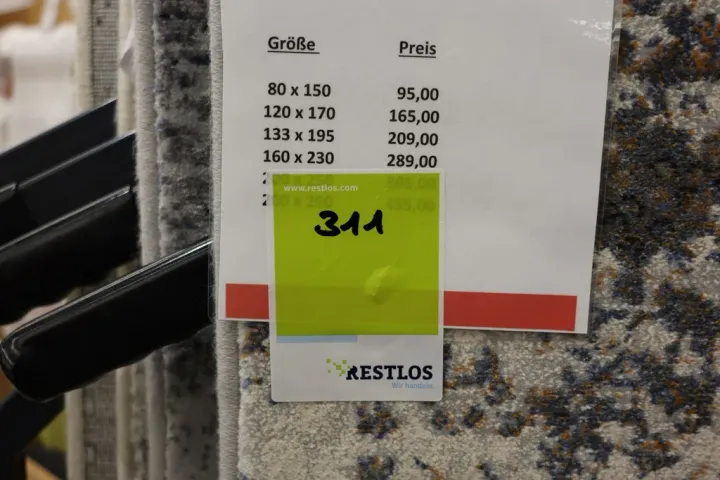 Größe Preis
80 x 150 95,00
120 x 170 165,00
133 x 195 209,00
160 x 230 289,00
www.restlos.com
311
RESTLOS
Wir handeln.